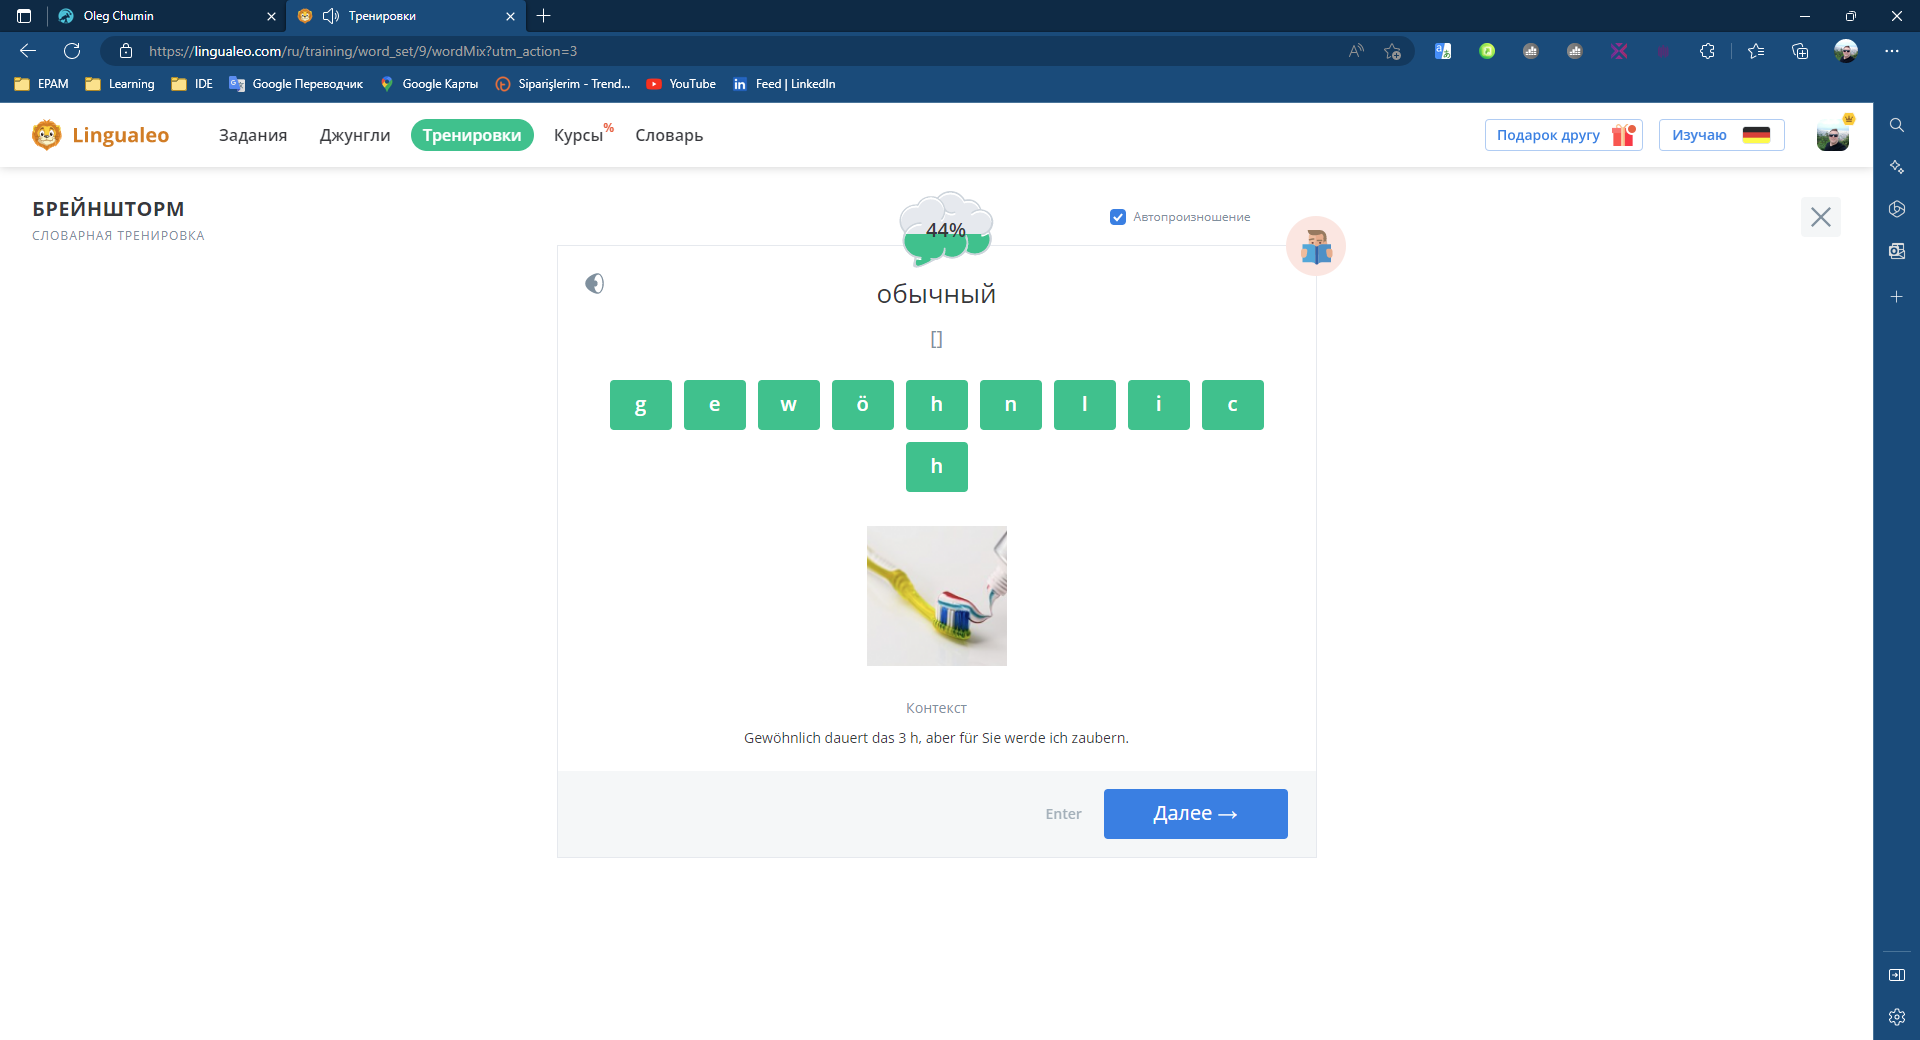 Oleg Chumin
Тренировки
https://lingualeo.com/ru/training/word_set/9/wordMix?utm_action=3
EPAM
Learning
IDE
Google Переводчик
Google Карты
Siparişlerim - Trend...
YouTube
Feed | LinkedIn
Lingualeo
Задания
Джунгли
Тренировки
Курсы%
Словарь
Подарок другу
Изучаю
БРЕЙНШТОРМ
СЛОВАРНАЯ ТРЕНИРОВКА
44%
Автопроизношение
обычный
[]
g e w ö h n l i c
h
Контекст
Gewöhnlich dauert das 3 h, aber für Sie werde ich zaubern.
Enter
Далее →